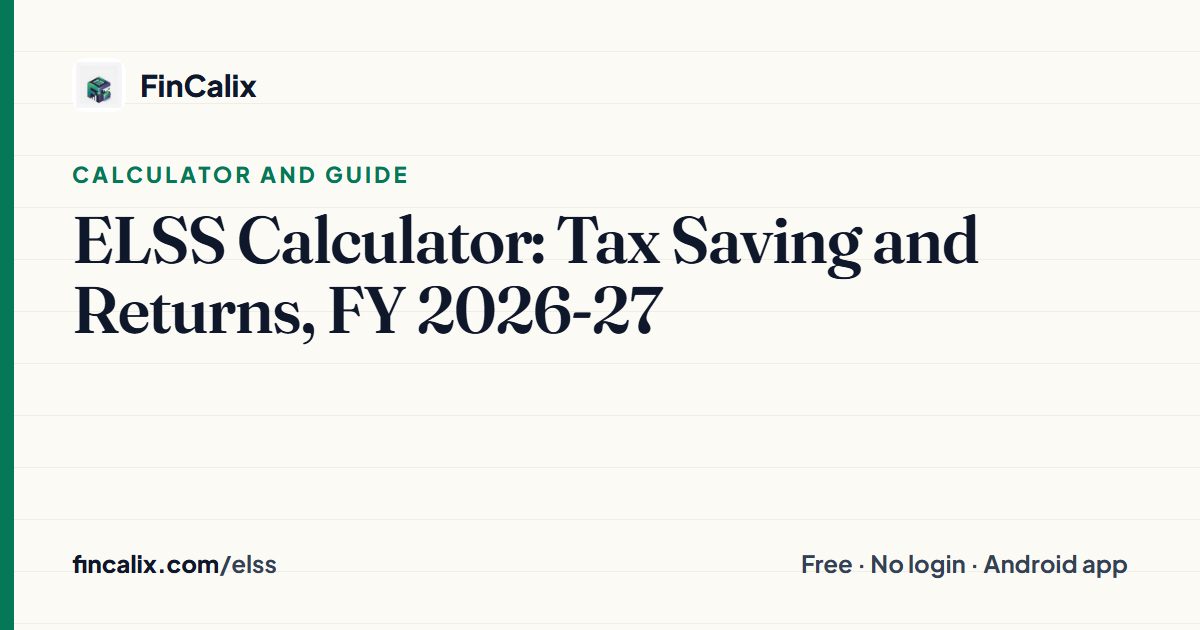 FinCalix
CALCULATOR AND GUIDE
ELSS Calculator: Tax Saving and
Returns, FY 2026-27
fincalix.com/elss
Free · No login · Android app